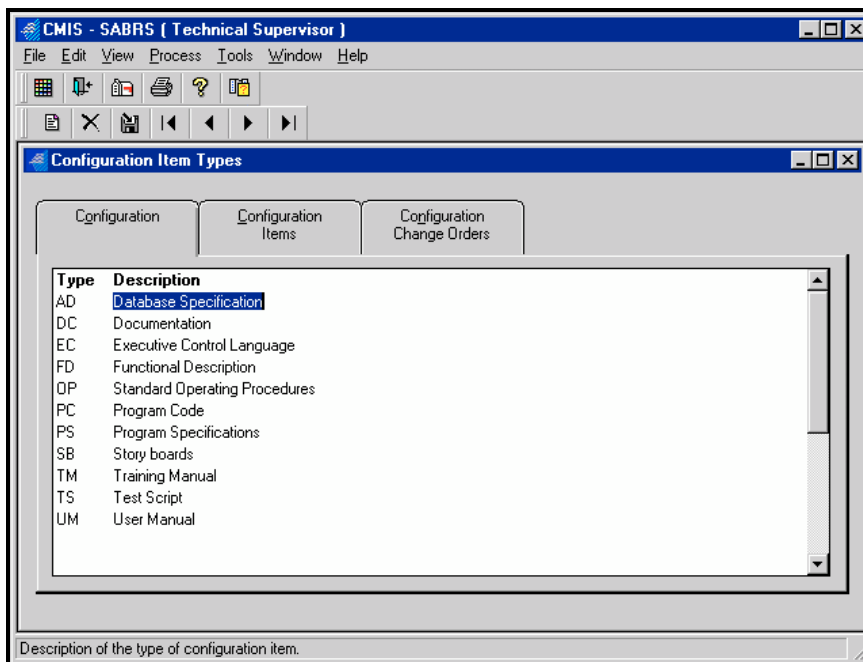 CMIS - SABRS ( Technical Supervisor )
File Edit View Process Tools Window Help
Configuration Item Types
Configuration
Configuration
Items
Configuration
Change Orders
Type Description
AD Database Specification
DC Documentation
EC Executive Control Language
FD Functional Description
OP Standard Operating Procedures
PC Program Code
PS Program Specifications
SB Story boards
TM Training Manual
TS Test Script
UM User Manual
Description of the type of configuration item.